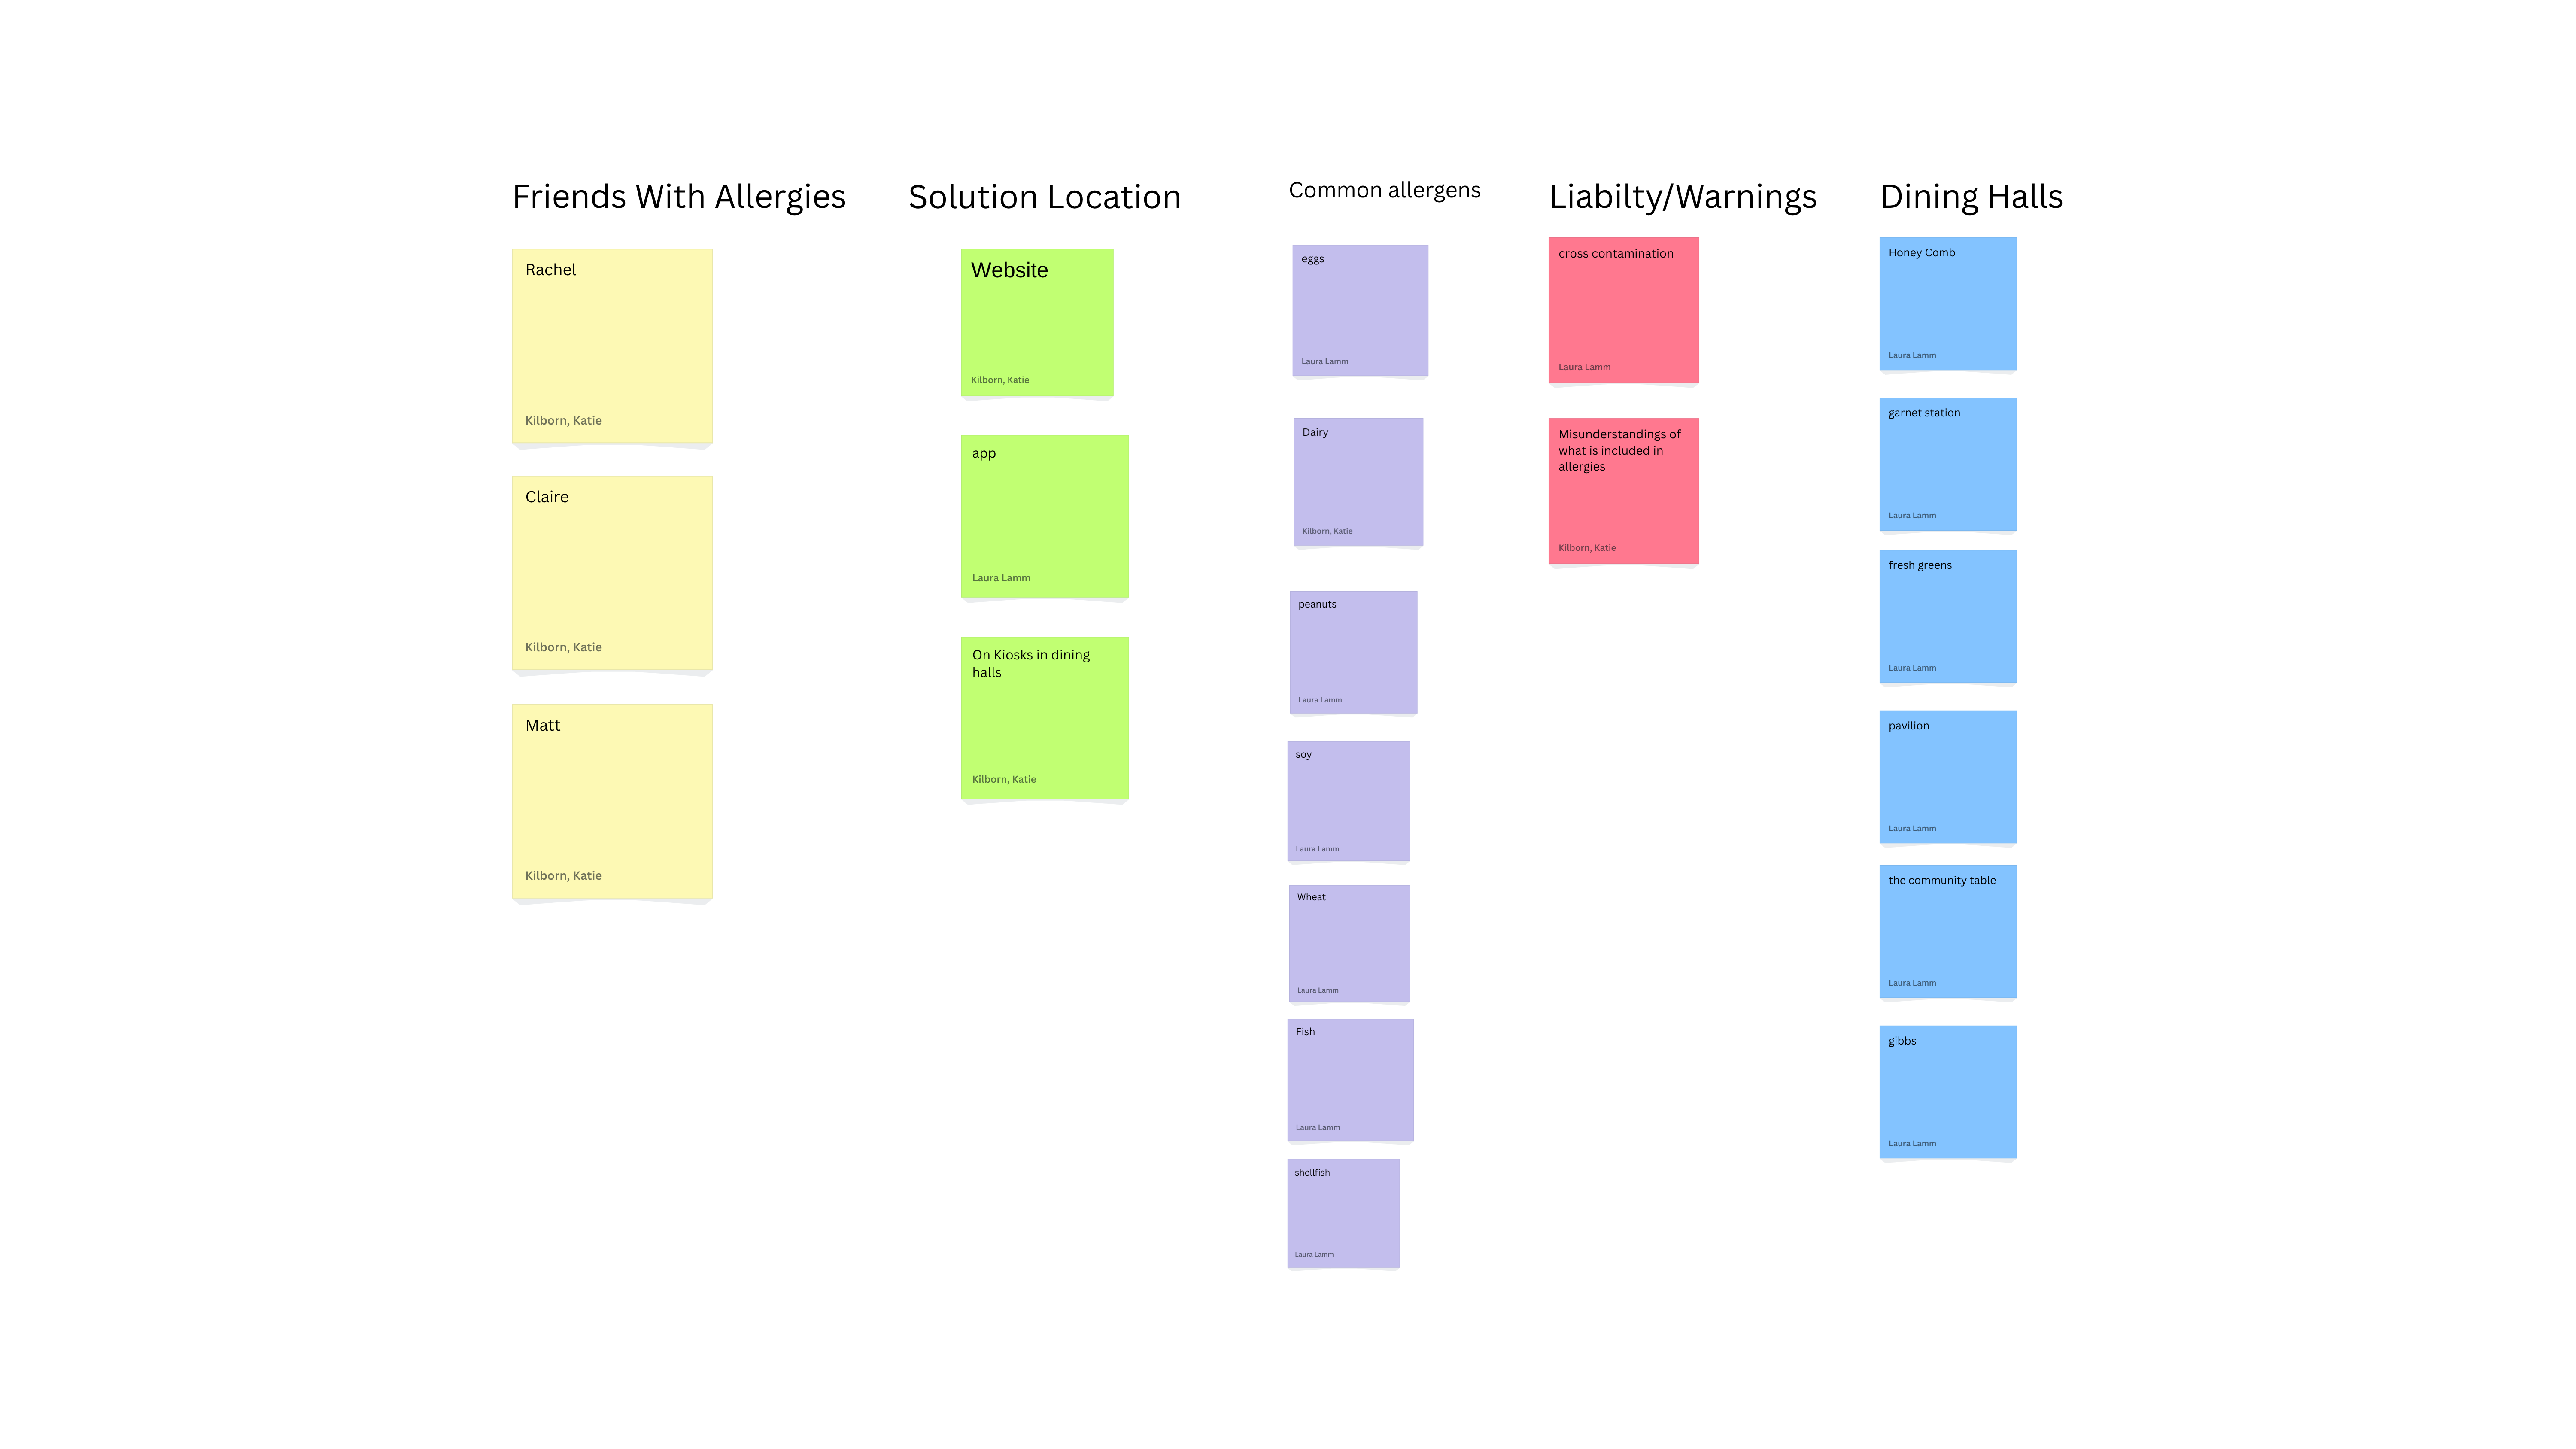 Friends With Allergies
Rachel
Kilborn, Katie
Claire
Kilborn, Katie
Matt
Kilborn, Katie
Solution Location
Website
Kilborn, Katie
app
Laura Lamm
On Kiosks in dining
halls
Kilborn, Katie
Common allergens
eggs
Laura Lamm
Dairy
Kilborn, Katie
peanuts
Laura Lamm
soy
Laura Lamm
Wheat
Laura Lamm
Fish
Laura Lamm
shellfish
Laura Lamm
Liabilty/Warnings
cross contamination
Laura Lamm
Misunderstandings of
what is included in
allergies
Kilborn, Katie
Dining Halls
Honey Comb
Laura Lamm
garnet station
Laura Lamm
fresh greens
Laura Lamm
pavilion
Laura Lamm
the community table
Laura Lamm
gibbs
Laura Lamm